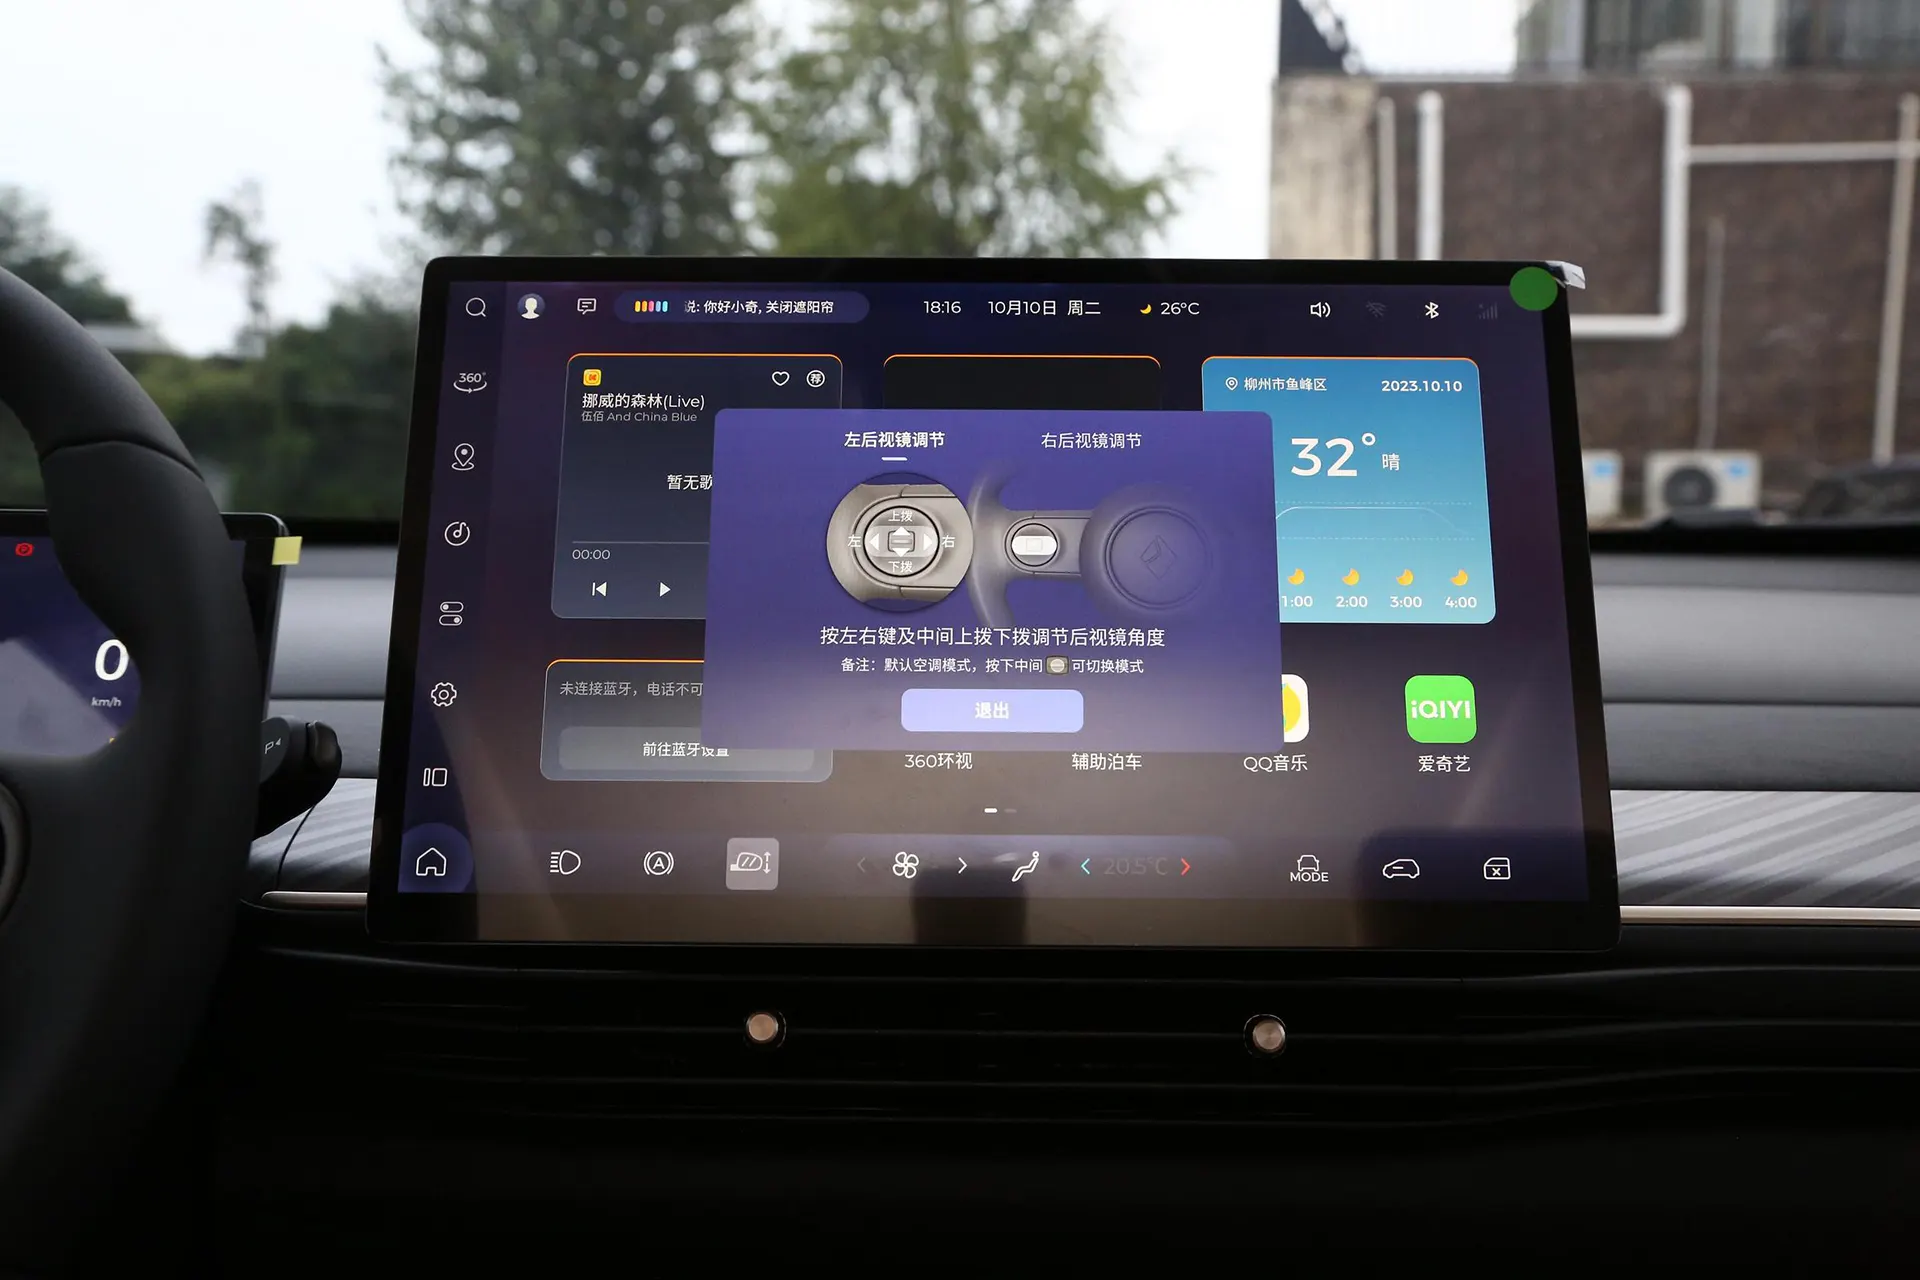 说: 你好小奇, 关闭遮阳帘
18:16 10月10日 周二 26°C
360°
荐
挪威的森林(Live)
伍佰 And China Blue
暂无歌
00:00
柳州市鱼峰区 2023.10.10
32° 晴
1:00 2:00 3:00 4:00
左后视镜调节 右后视镜调节
上拨
左 右
下拨
按左右键及中间上拨下拨调节后视镜角度
备注：默认空调模式，按下中间 可切换模式
退出
未连接蓝牙，电话不可
前往蓝牙设置
iQIYI
360环视 辅助泊车 QQ音乐 爱奇艺
A
20.5°C
MODE
0
km/h
P